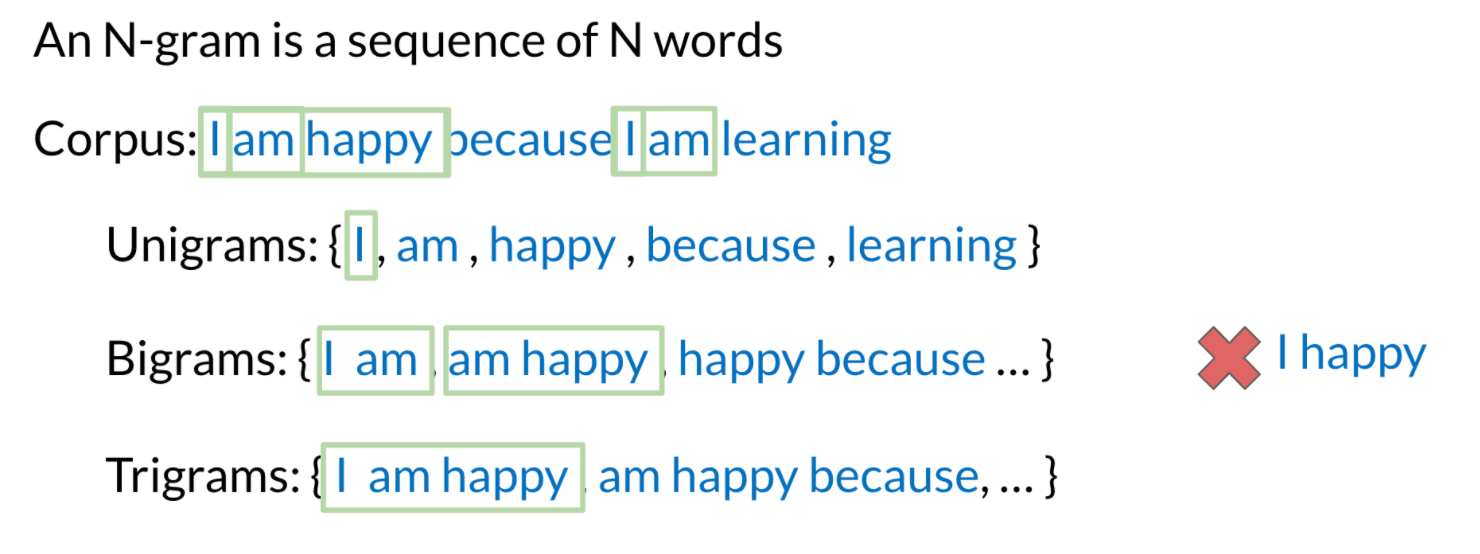 An N-gram is a sequence of N words
Corpus: I am happy because I am learning
Unigrams: { I , am , happy , because , learning }
Bigrams: { I am , am happy , happy because ... }
I happy
Trigrams: { I am happy , am happy because, ... }